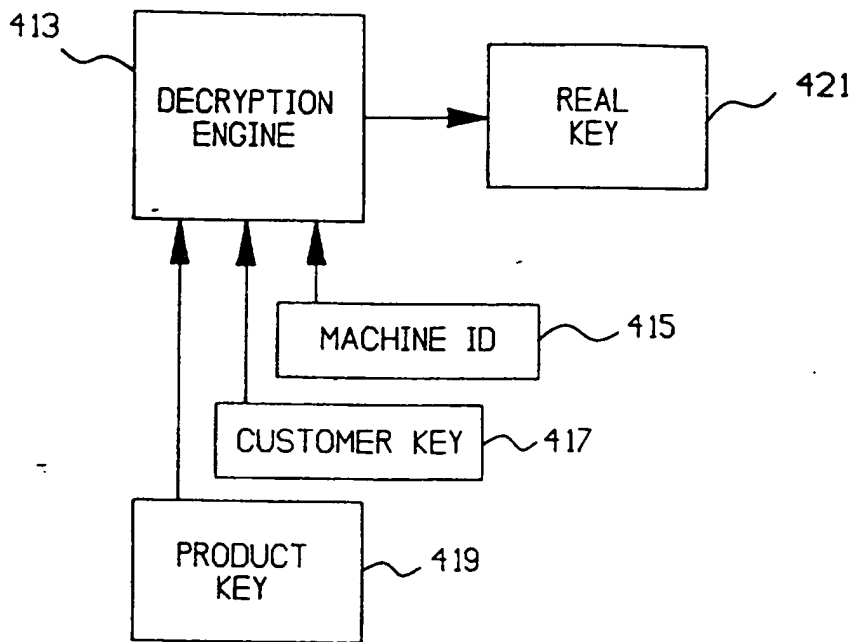 413
DECRYPTION
ENGINE
REAL
KEY
421
MACHINE ID
415
CUSTOMER KEY
417
PRODUCT
KEY
419